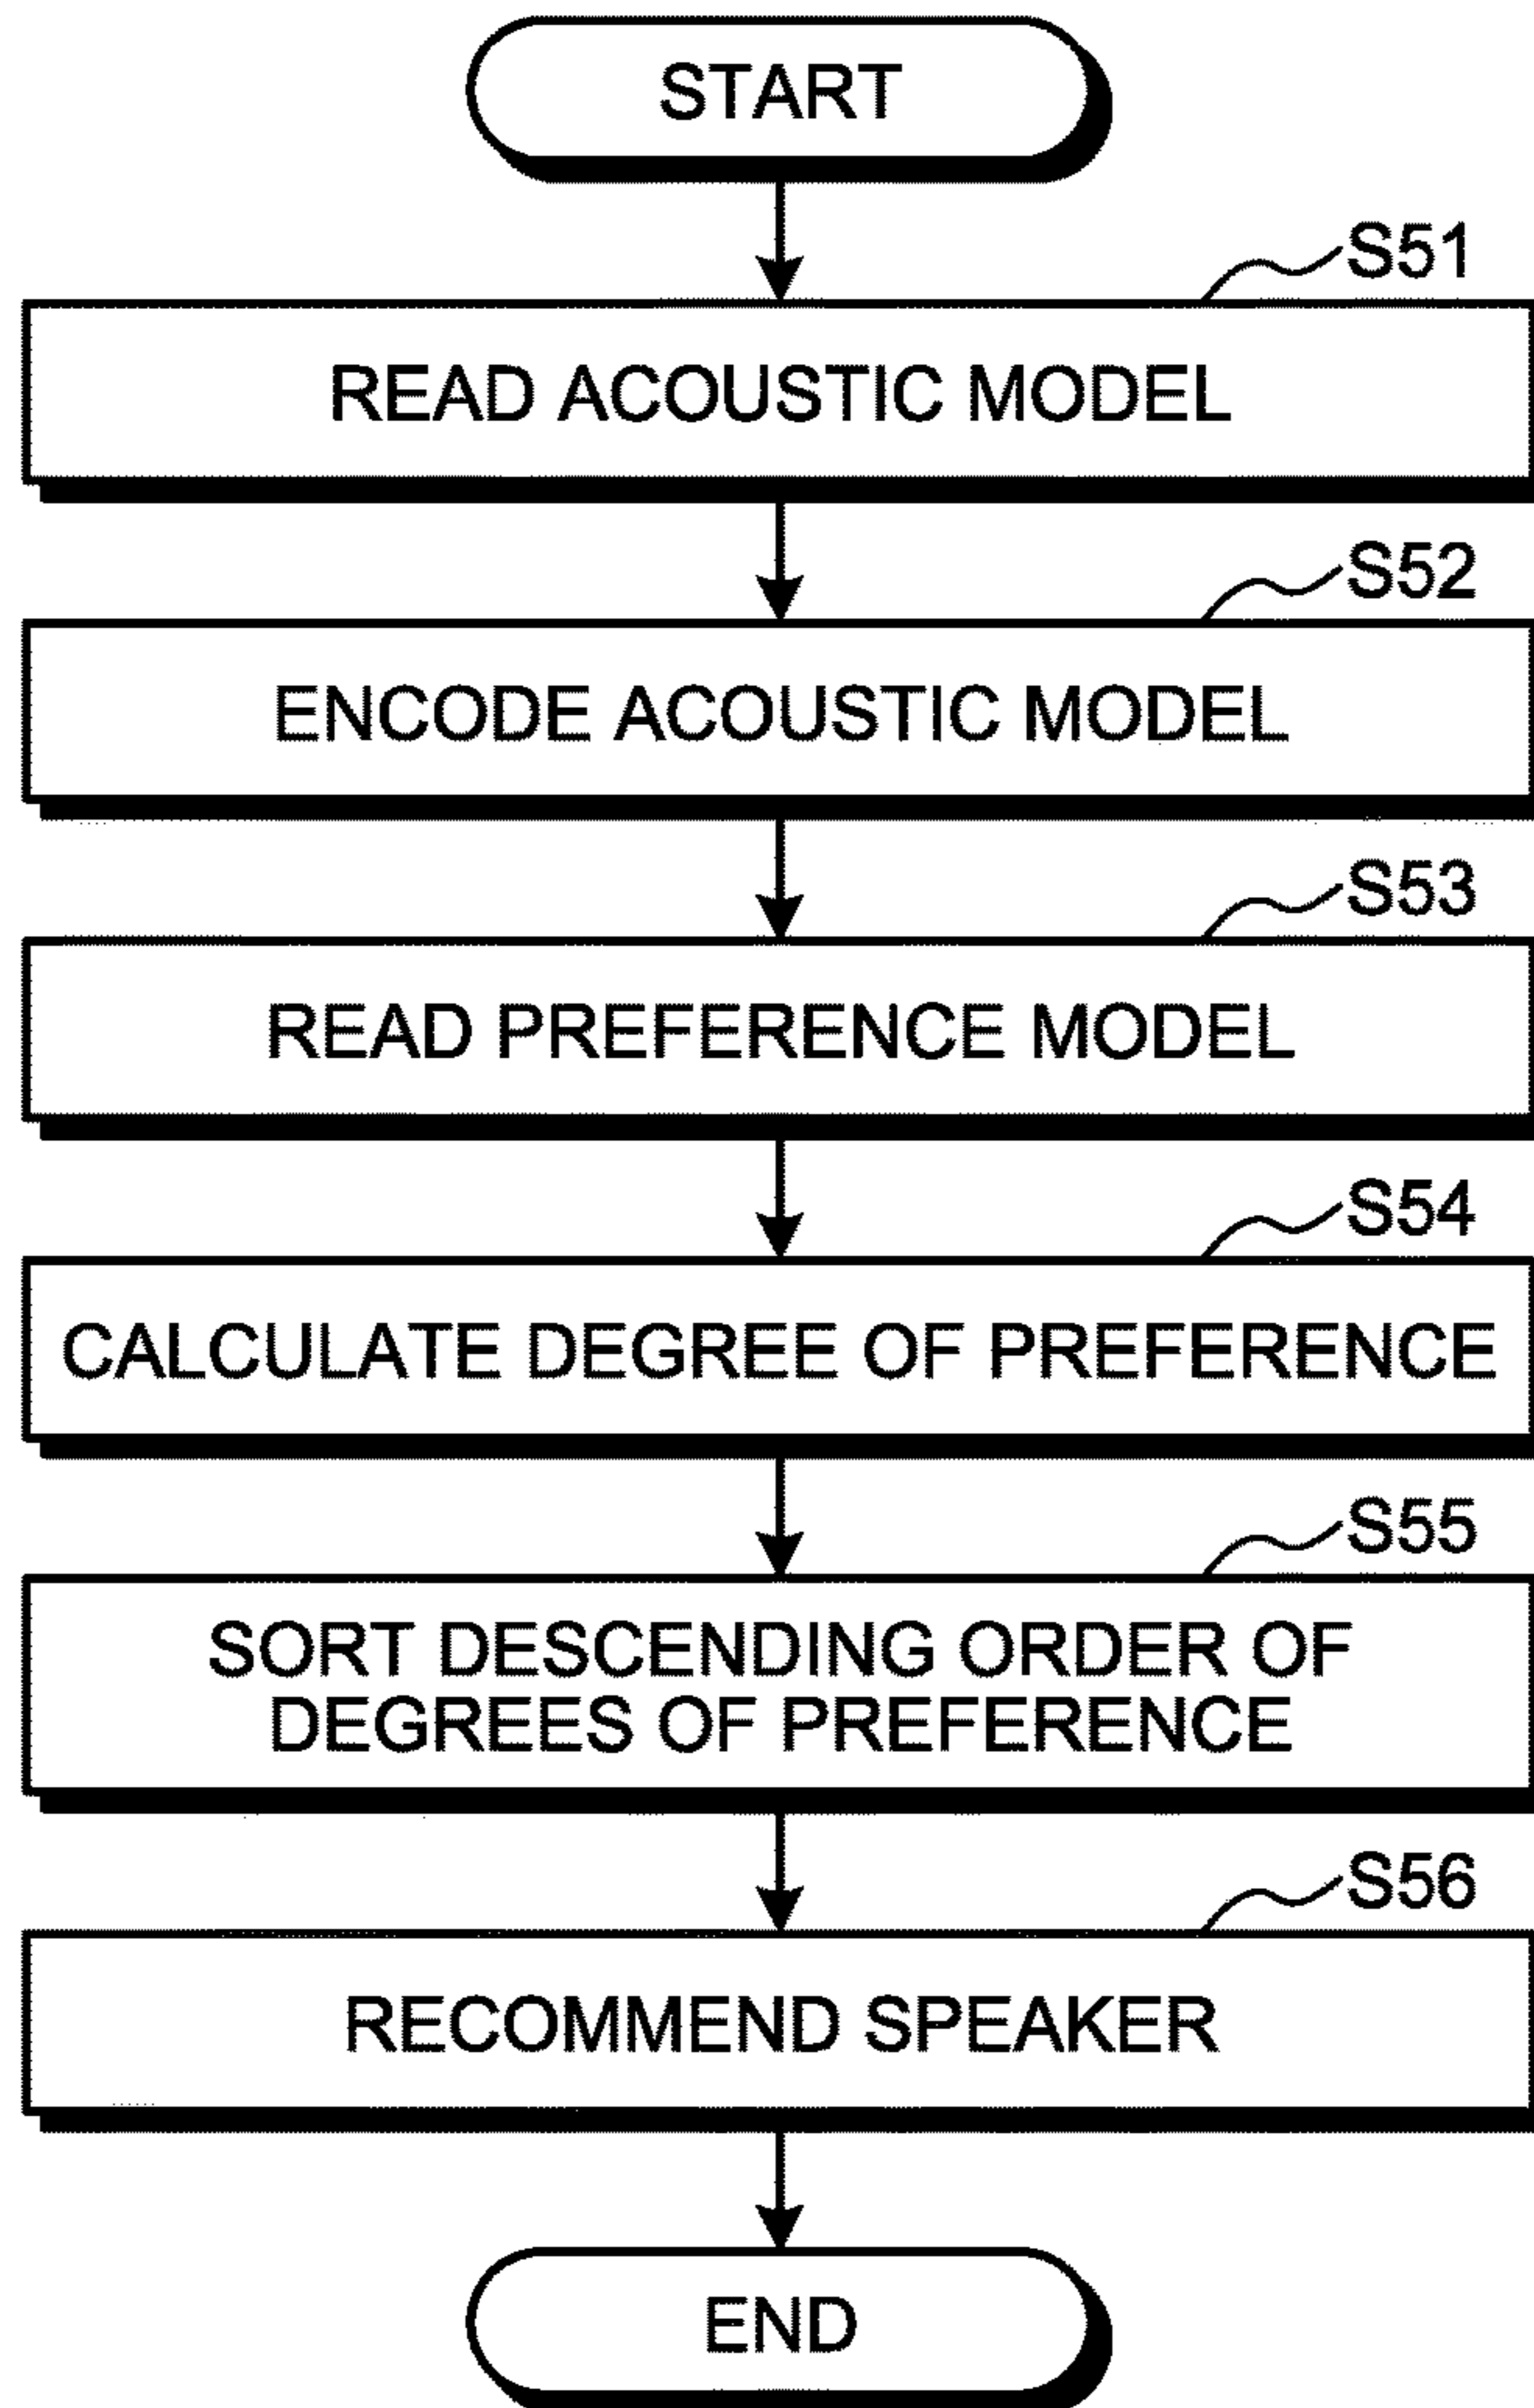 START
S51
READ ACOUSTIC MODEL
S52
ENCODE ACOUSTIC MODEL
S53
READ PREFERENCE MODEL
S54
CALCULATE DEGREE OF PREFERENCE
S55
SORT DESCENDING ORDER OF
DEGREES OF PREFERENCE
S56
RECOMMEND SPEAKER
END